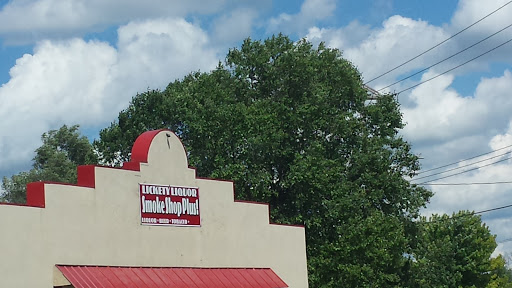 LICKETY LIQUOR
Smoke Shop Plus!
LIQUOR · BEER · TOBACCO